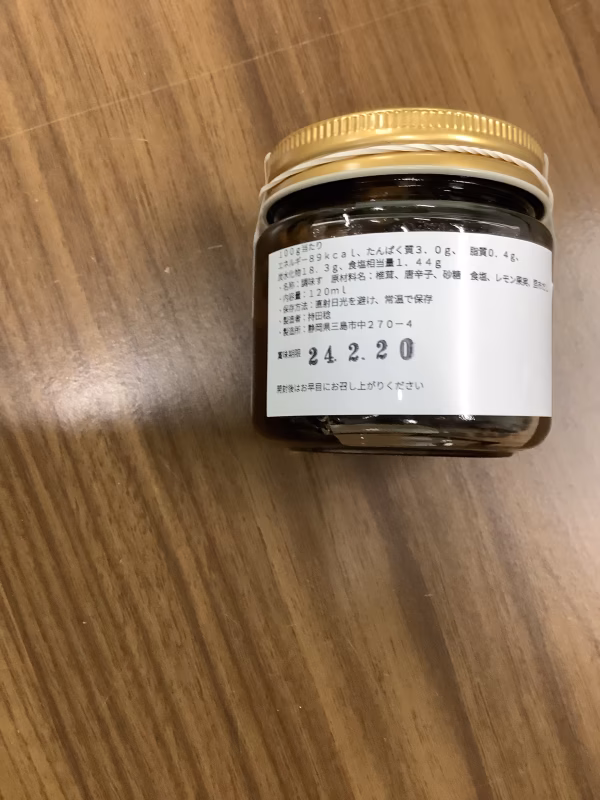 100g当たり
エネルギー89kcal、たんぱく質3.0g、 脂質0.4g、
炭水化物18.3g、食塩相当量1.44g
・名称：調味す 原材料名：椎茸、唐辛子、砂糖 食塩、レモン果実、
・内容量：120ml
・保存方法：直射日光を避け、常温で保存
・製造者：持田稔
・製造所：静岡県三島市中270－4
賞味期限 24.2.20
開封後はお早目にお召し上がりください